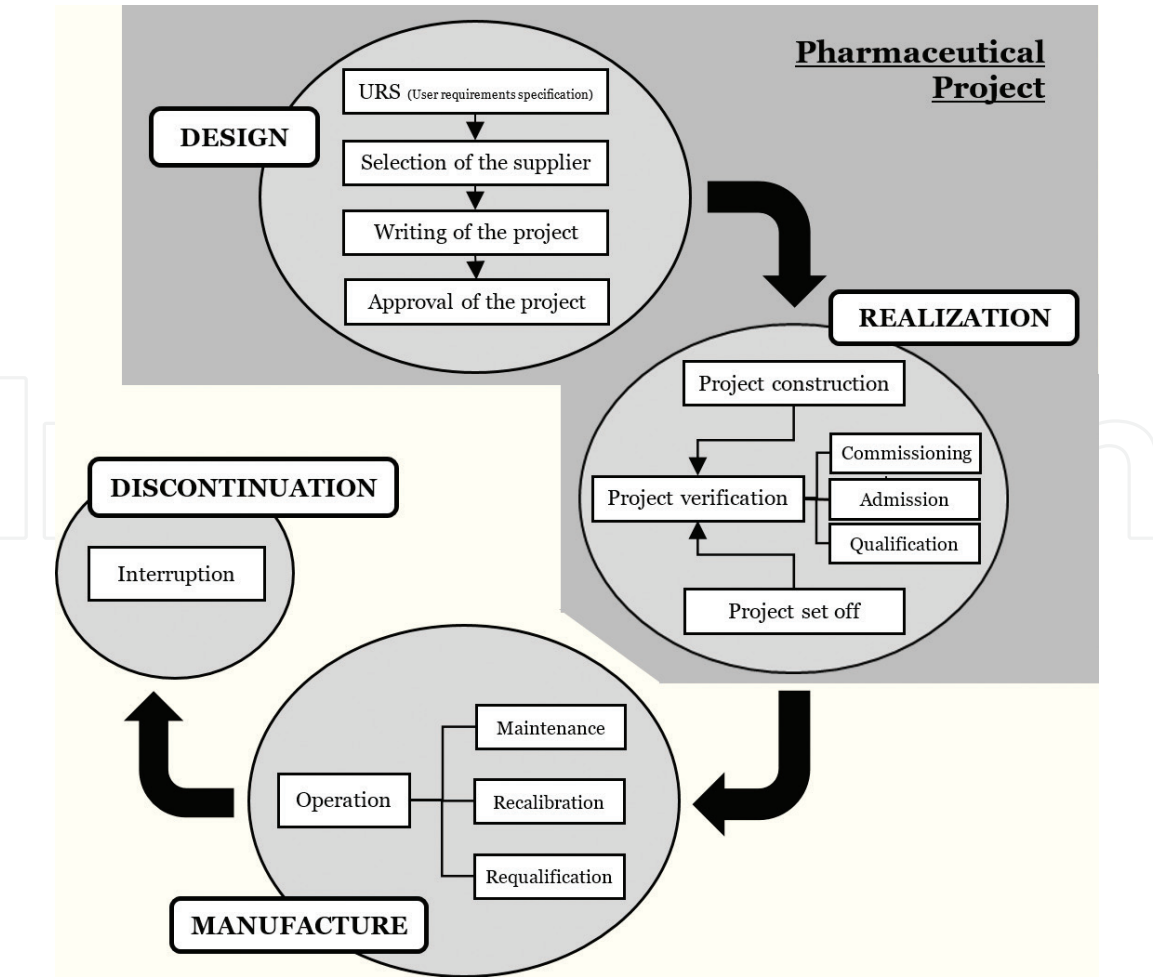 Pharmaceutical
Project
DESIGN
URS (User requirements specification)
Selection of the supplier
Writing of the project
Approval of the project
REALIZATION
Project construction
Project verification
Commissioning
Admission
Qualification
Project set off
DISCONTINUATION
Interruption
Operation
Maintenance
Recalibration
Requalification
MANUFACTURE